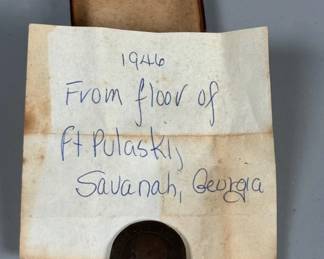 1946
From floor of
Ft Pulaski,
Savanah, Georgia